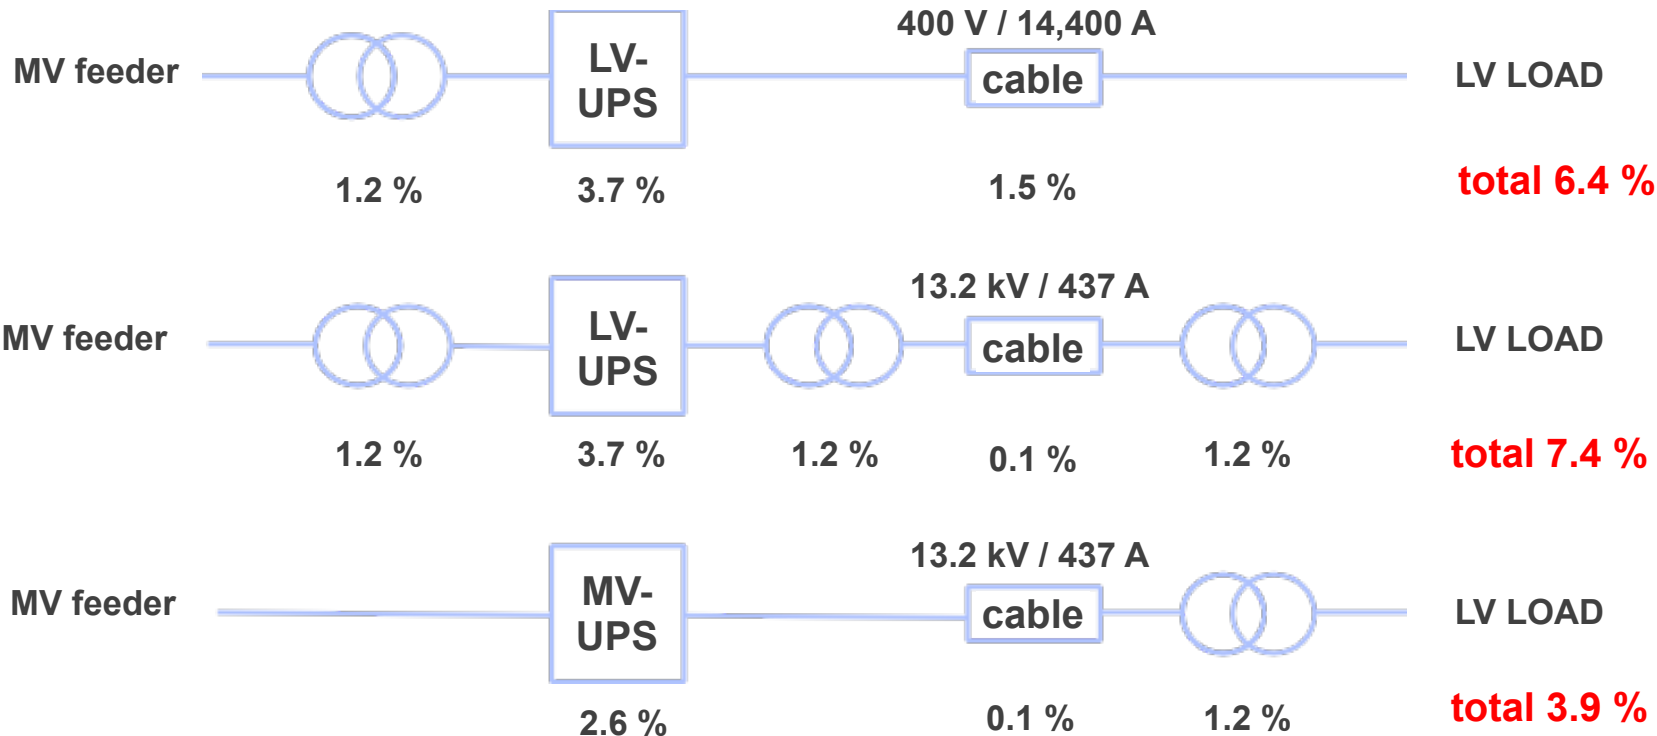 400 V / 14,400 A
MV feeder
LV-
UPS
cable
LV LOAD
1.2 %
3.7 %
1.5 %
total 6.4 %
13.2 kV / 437 A
MV feeder
LV-
UPS
cable
LV LOAD
1.2 %
3.7 %
1.2 %
0.1 %
1.2 %
total 7.4 %
13.2 kV / 437 A
MV feeder
MV-
UPS
cable
LV LOAD
2.6 %
0.1 %
1.2 %
total 3.9 %